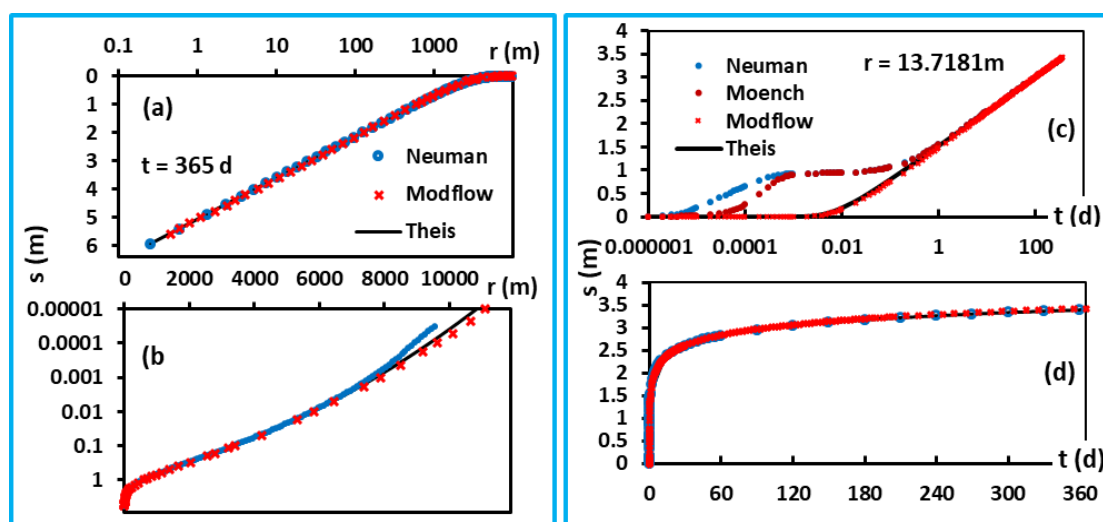 0.1 1 10 100 1000 r (m)
0
1
2
3
4
5
6
(a)
t = 365 d
Neuman
Modflow
Theis
s (m)
0 2000 4000 6000 8000 10000 r (m)
0.00001
0.0001
0.001
0.01
0.1
1
(b
4
3.5
3
2.5
2
1.5
1
0.5
0
Neuman
Moench
Modflow
Theis
r = 13.7181m
(c)
t (d)
0.000001 0.0001 0.01 1 100
s (m)
4
3.5
3
2.5
2
1.5
1
0.5
0
(d)
t (d)
0 60 120 180 240 300 360